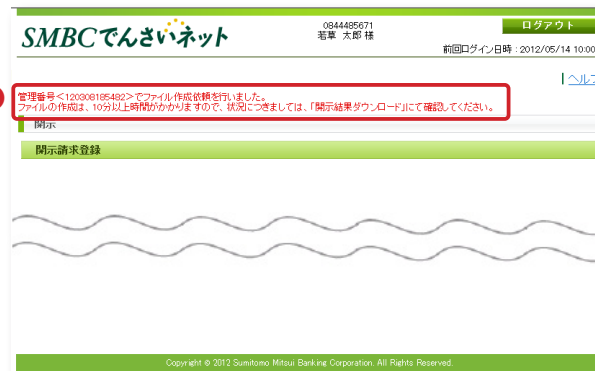 SMBCでんさいネット
0844485671
若草 太郎 様
ログアウト
前回ログイン日時：2012/05/14 10:00
ヘルプ
管理番号＜120308185482＞でファイル作成依頼を行いました。
ファイルの作成は、10分以上時間がかかりますので、状況につきましては、「開示結果ダウンロード」にて確認してください。
開示
開示請求登録
Copyright © 2012 Sumitomo Mitsui Banking Corporation. All Rights Reserved.